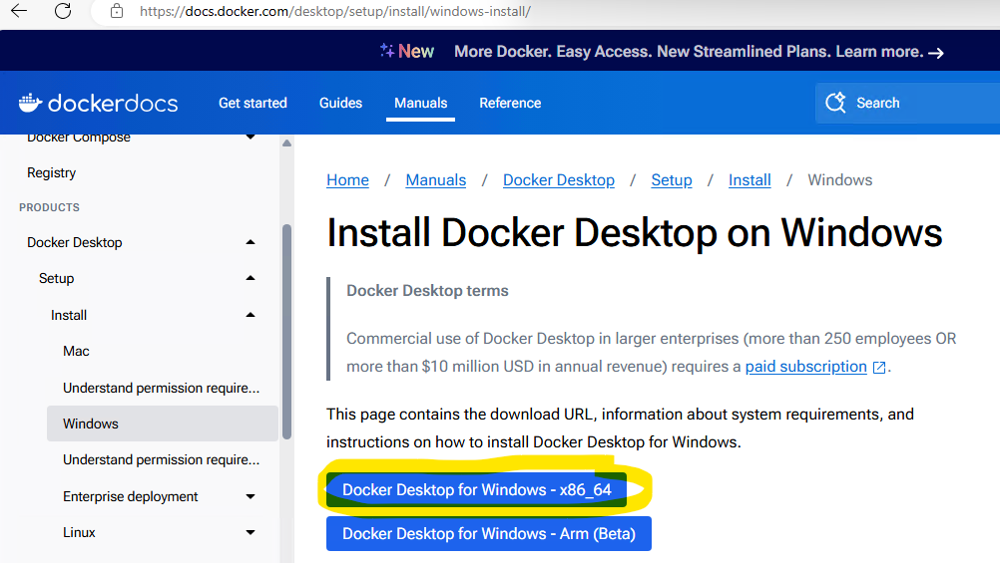 https://docs.docker.com/desktop/setup/install/windows-install/
New More Docker. Easy Access. New Streamlined Plans. Learn more. →
dockerdocs Get started Guides Manuals Reference Search
Docker Compose
Registry
PRODUCTS
Docker Desktop
Setup
Install
Mac
Understand permission require...
Windows
Understand permission require...
Enterprise deployment
Linux
Home / Manuals / Docker Desktop / Setup / Install / Windows
Install Docker Desktop on Windows
Docker Desktop terms
Commercial use of Docker Desktop in larger enterprises (more than 250 employees OR
more than $10 million USD in annual revenue) requires a paid subscription.
This page contains the download URL, information about system requirements, and
instructions on how to install Docker Desktop for Windows.
Docker Desktop for Windows - x86_64
Docker Desktop for Windows - Arm (Beta)